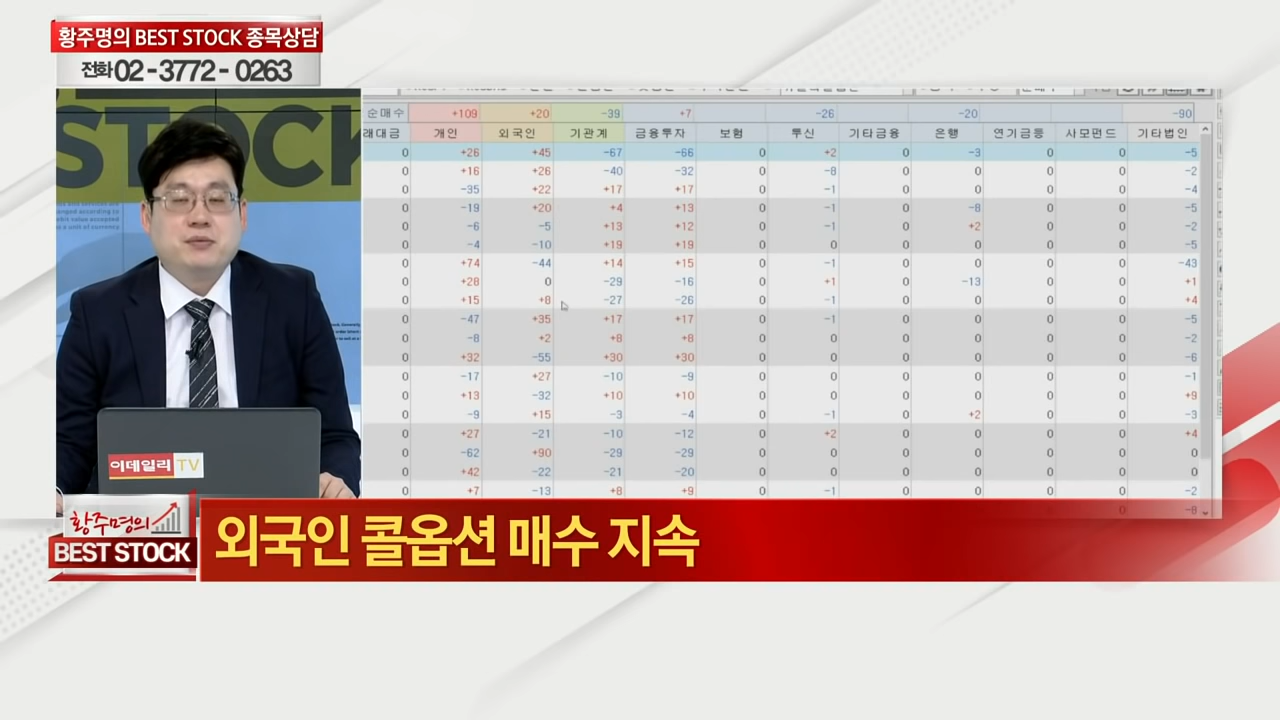 황주명의 BEST STOCK 종목상담
전화 02 - 3772 - 0263
STOCK
순매수 +109 +20 -39 +7 -26 -20 -90
래대금 개인 외국인 기관계 금융투자 보험 투신 기타금융 은행 연기금등 사모펀드 기타법인
0 +26 +45 -67 -66 0 +2 0 -3 0 0 -5
0 +16 +26 -40 -32 0 -8 0 0 0 0 -2
0 -35 +22 +17 +17 0 -1 0 0 0 0 -4
0 -19 +20 +4 +13 0 -1 0 -8 0 0 -5
0 -6 -5 +13 +12 0 -1 0 +2 0 0 -2
0 -4 -10 +19 +19 0 0 0 0 0 0 -5
0 +74 -44 +14 +15 0 -1 0 0 0 0 -43
0 +28 0 -29 -16 0 +1 0 -13 0 0 +1
0 +15 +8 -27 -26 0 -1 0 0 0 0 +4
0 -47 +35 +17 +17 0 -1 0 0 0 0 -5
0 -8 +2 +8 +8 0 0 0 0 0 0 -2
0 +32 -55 +30 +30 0 0 0 0 0 0 -6
0 -17 +27 -10 -9 0 0 0 0 0 0 -1
0 +13 -32 +10 +10 0 0 0 0 0 0 +9
0 -9 +15 -3 -4 0 -1 0 +2 0 0 -3
0 +27 -21 -10 -12 0 +2 0 0 0 0 +4
0 -62 +90 -29 -29 0 0 0 0 0 0 0
0 +42 -22 -21 -20 0 0 0 0 0 0 0
0 +7 -13 +8 +9 0 -1 0 0 0 0 -2
이데일리 TV
황주명의
BEST STOCK
외국인 콜옵션 매수 지속